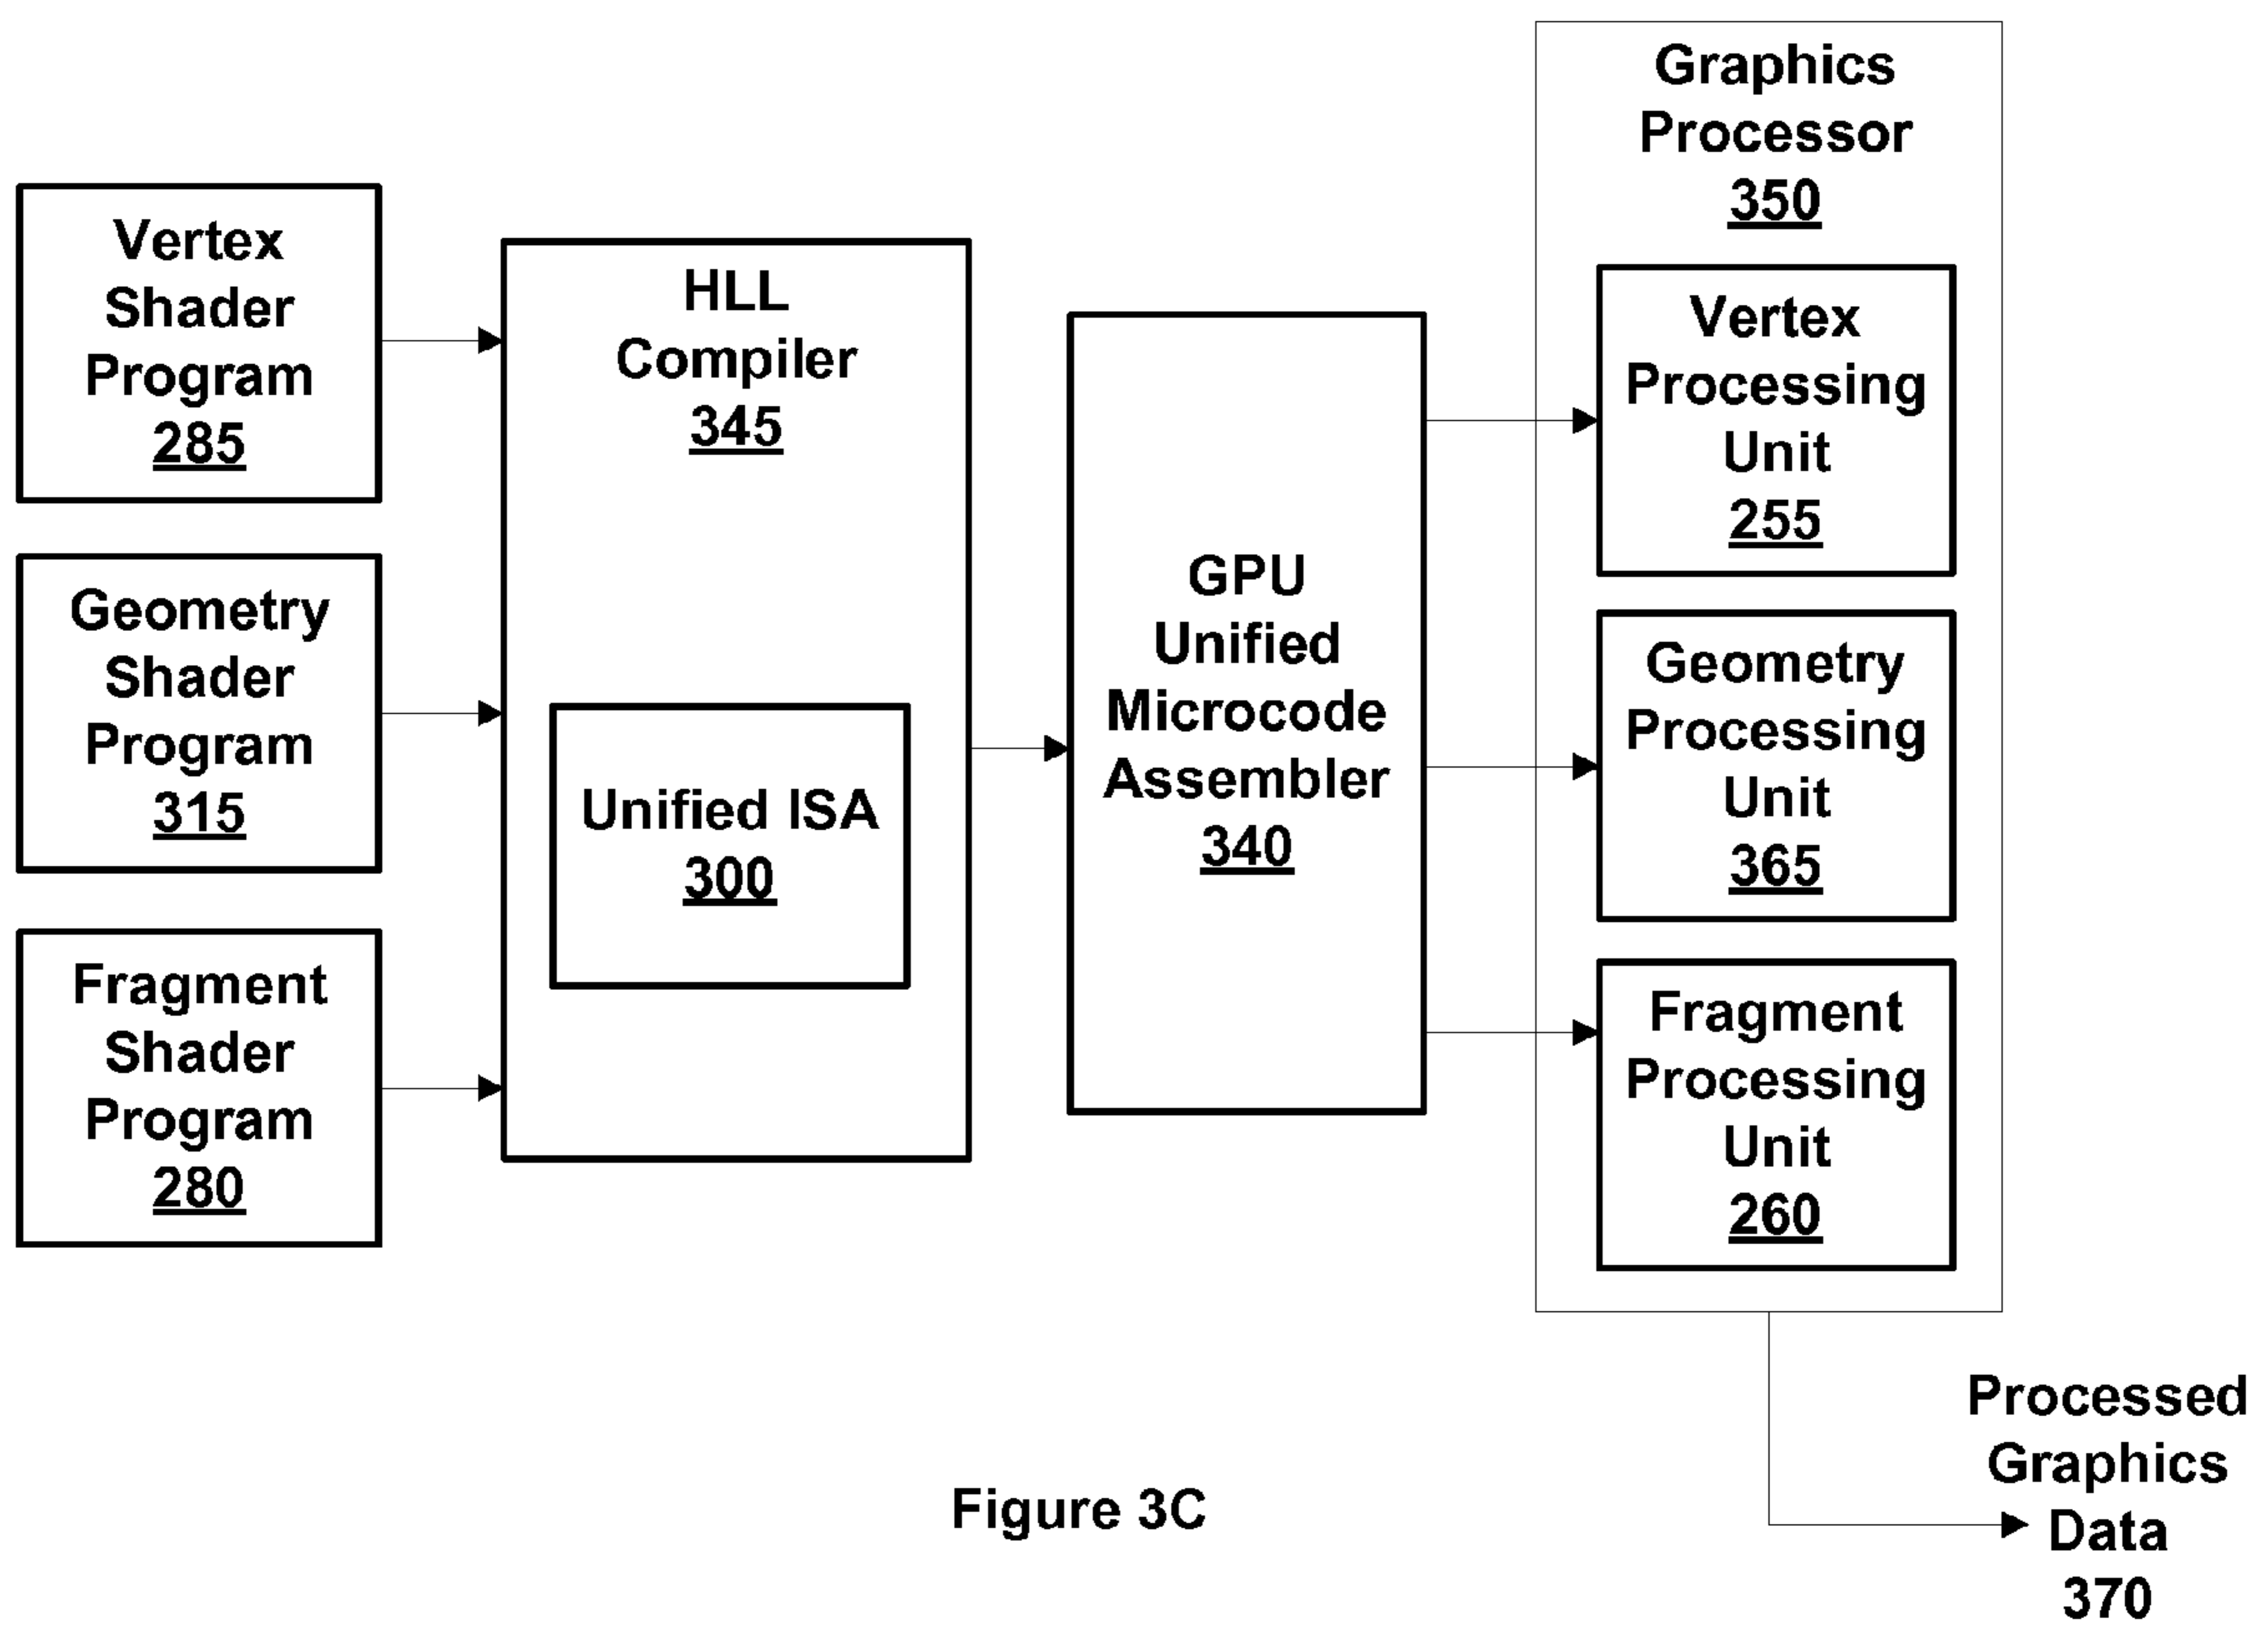 Vertex
Shader
Program
285
Geometry
Shader
Program
315
Fragment
Shader
Program
280
HLL
Compiler
345
Unified ISA
300
GPU
Unified
Microcode
Assembler
340
Graphics
Processor
350
Vertex
Processing
Unit
255
Geometry
Processing
Unit
365
Fragment
Processing
Unit
260
Processed
Graphics
Data
370
Figure 3C